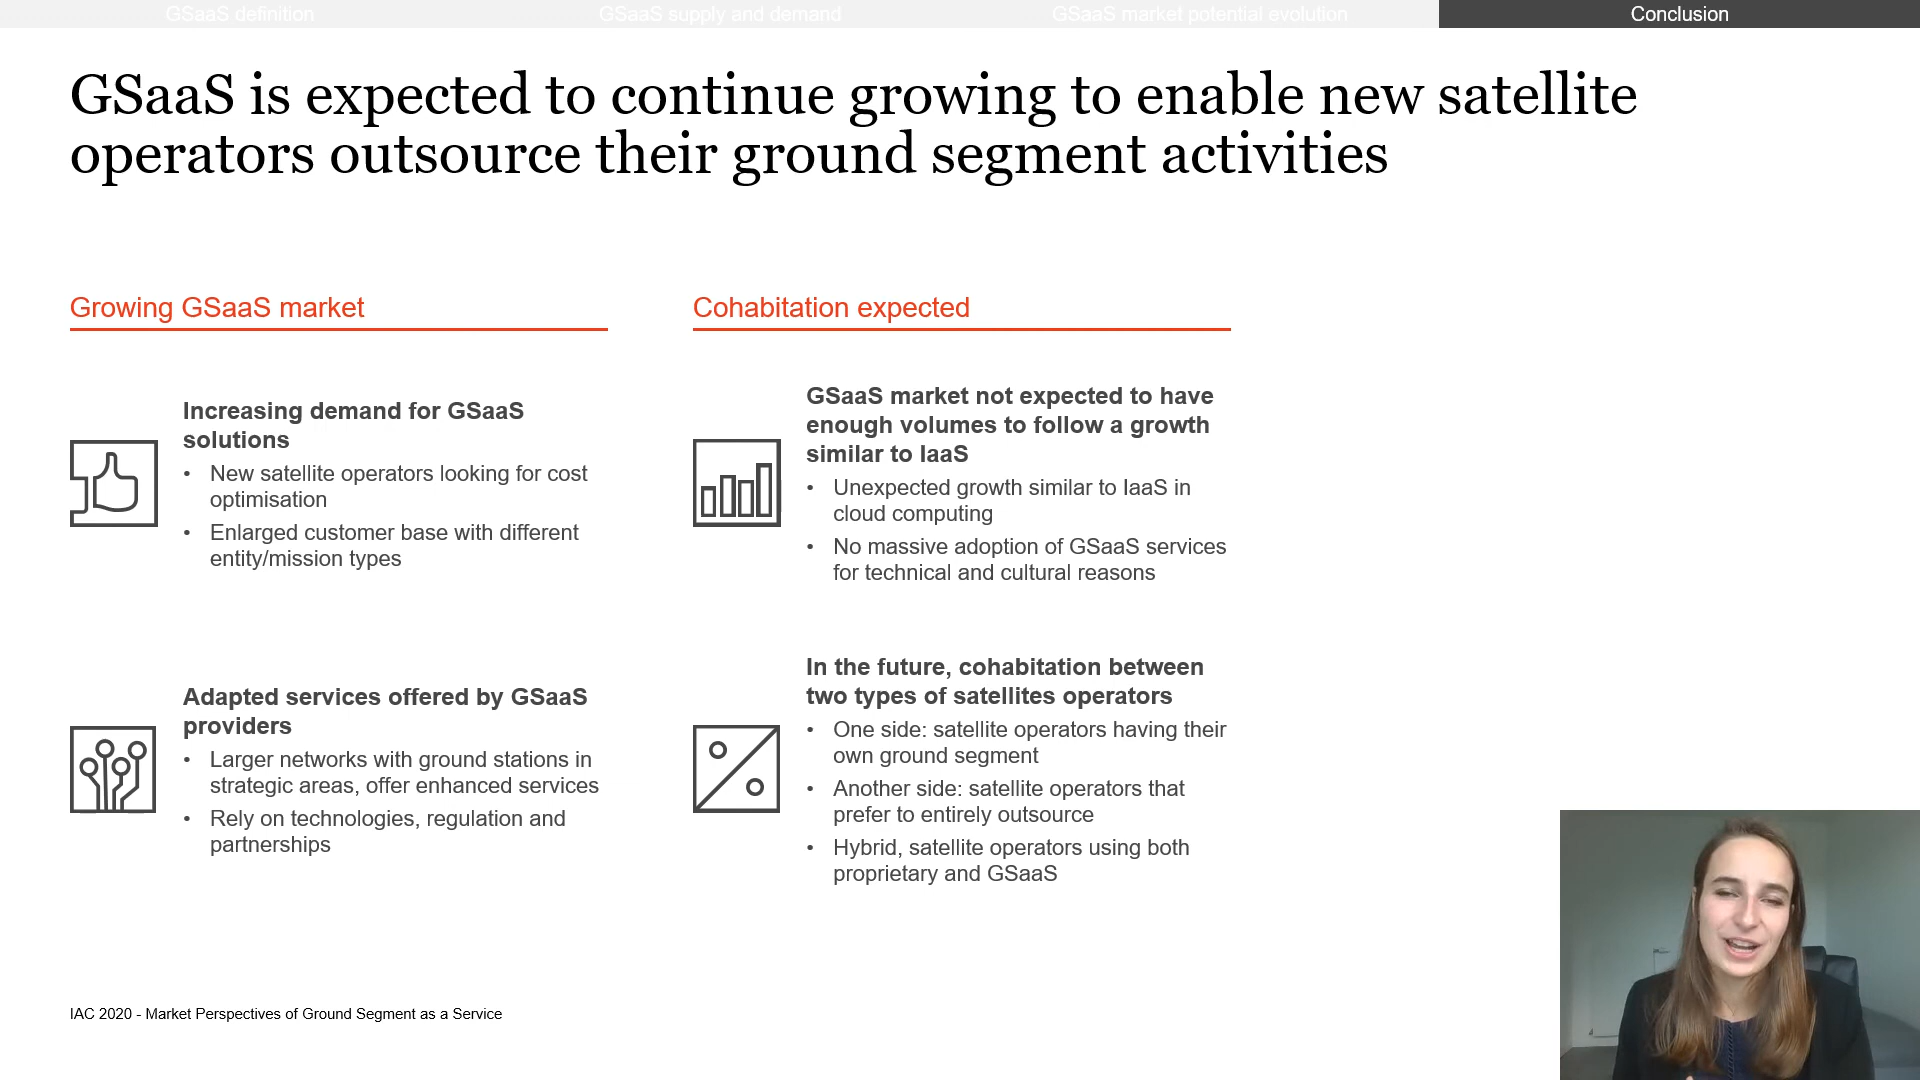 GSaaS definition
GSaaS supply and demand
GSaaS market potential evolution
Conclusion
GSaaS is expected to continue growing to enable new satellite
operators outsource their ground segment activities
Growing GSaaS market
Increasing demand for GSaaS
solutions
• New satellite operators looking for cost
optimisation
• Enlarged customer base with different
entity/mission types
Adapted services offered by GSaaS
providers
• Larger networks with ground stations in
strategic areas, offer enhanced services
• Rely on technologies, regulation and
partnerships
Cohabitation expected
GSaaS market not expected to have
enough volumes to follow a growth
similar to IaaS
• Unexpected growth similar to IaaS in
cloud computing
• No massive adoption of GSaaS services
for technical and cultural reasons
In the future, cohabitation between
two types of satellites operators
• One side: satellite operators having their
own ground segment
• Another side: satellite operators that
prefer to entirely outsource
• Hybrid, satellite operators using both
proprietary and GSaaS
IAC 2020 - Market Perspectives of Ground Segment as a Service